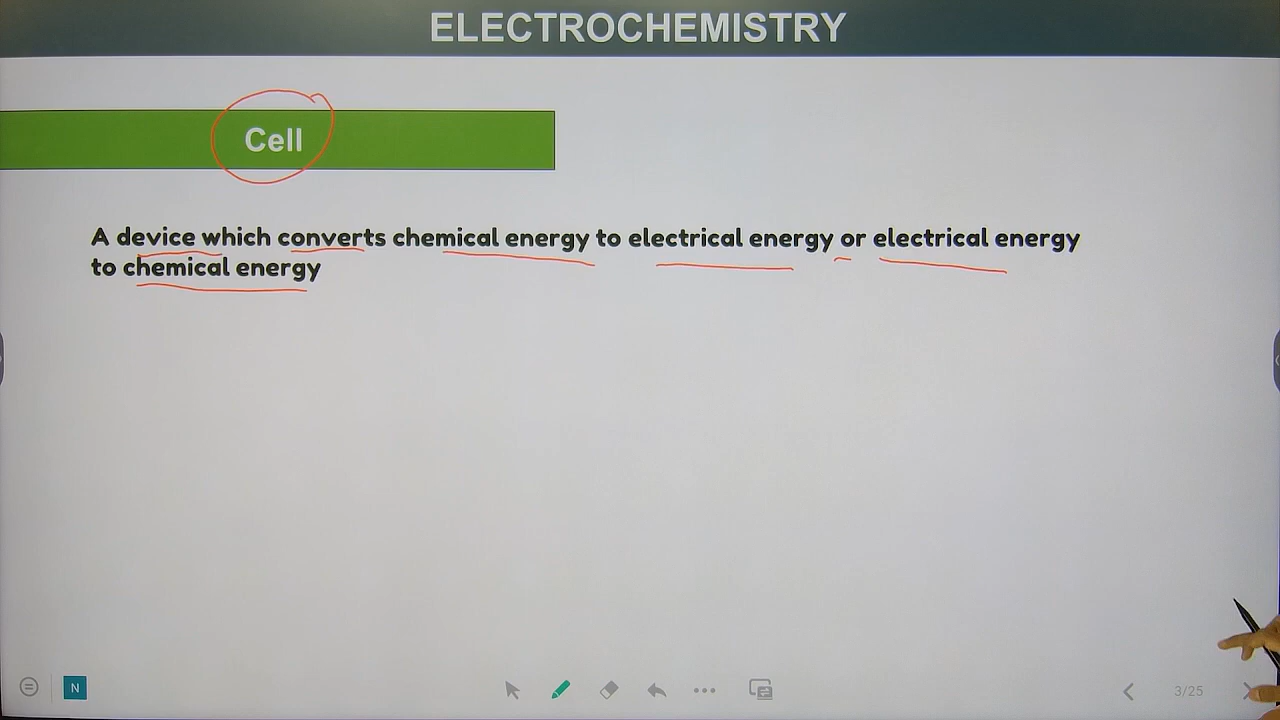 ELECTROCHEMISTRY
Cell
A device which converts chemical energy to electrical energy or electrical energy
to chemical energy
N
3/25